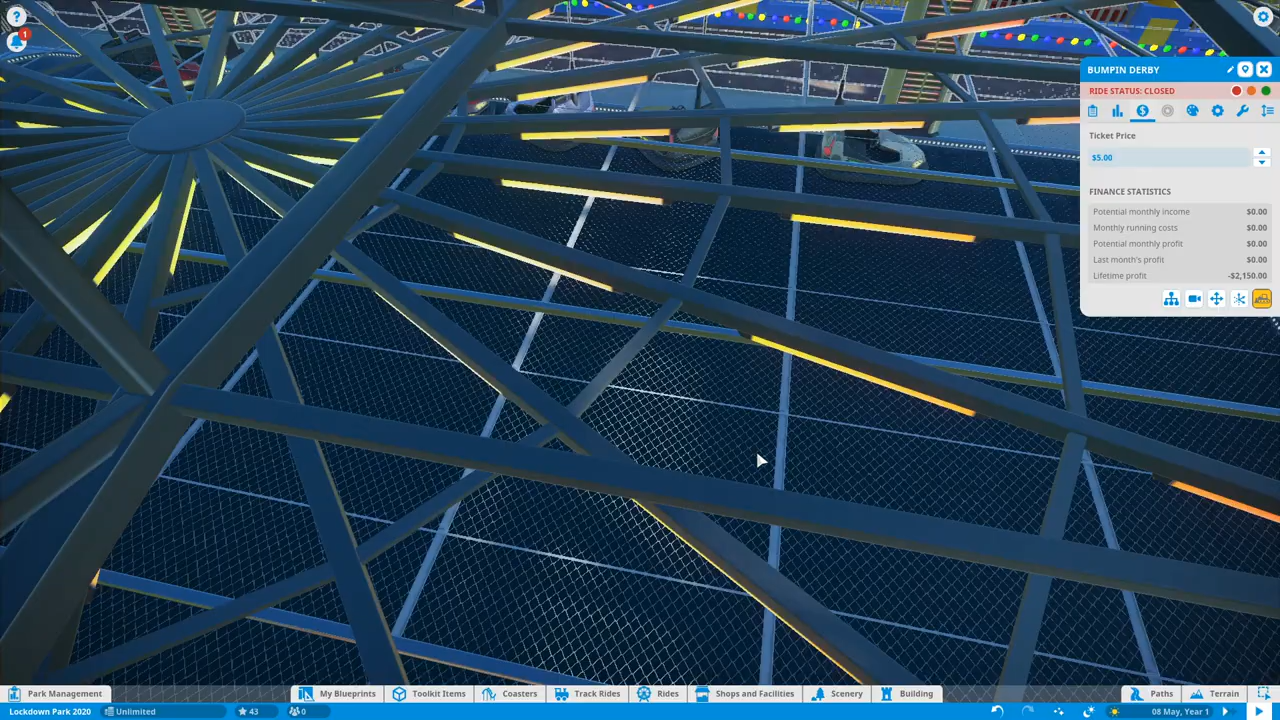 ?
1
BUMPIN DERBY
RIDE STATUS: CLOSED
Ticket Price
$5.00
FINANCE STATISTICS
Potential monthly income $0.00
Monthly running costs $0.00
Potential monthly profit $0.00
Last month's profit $0.00
Lifetime profit -$2,150.00
Park Management My Blueprints Toolkit Items Coasters Track Rides Rides Shops and Facilities Scenery Building Paths Terrain
Lockdown Park 2020 Unlimited 43 0 08 May, Year 1